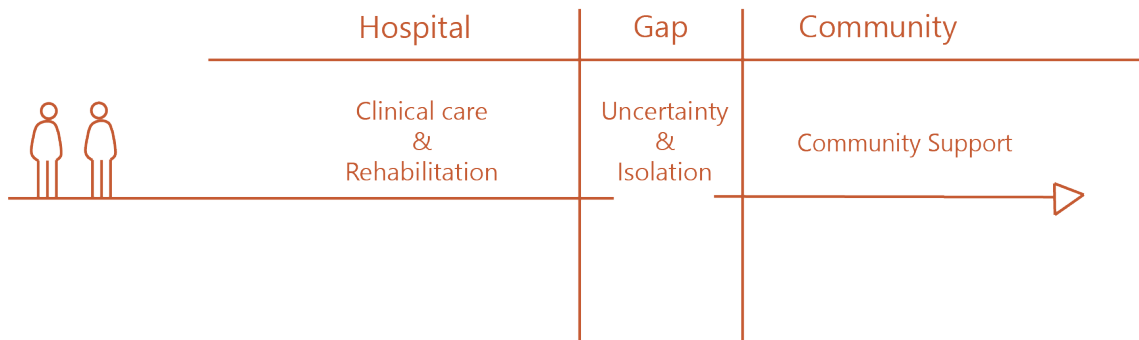 Hospital
Gap
Community
Clinical care
&
Rehabilitation
Uncertainty
&
Isolation
Community Support